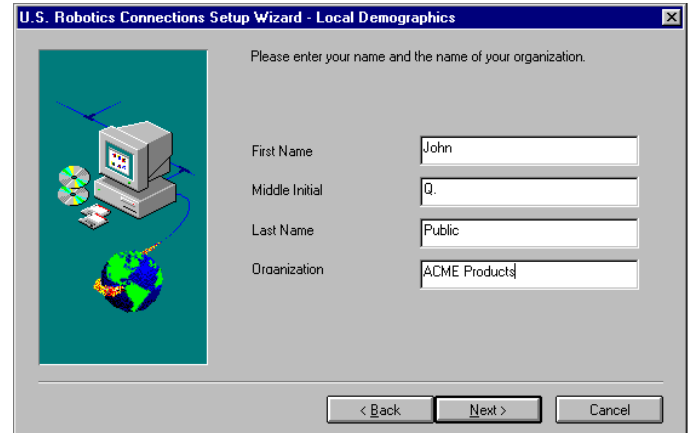 U.S. Robotics Connections Setup Wizard - Local Demographics
Please enter your name and the name of your organization.
First Name John
Middle Initial Q.
Last Name Public
Organization ACME Products
< Back Next > Cancel